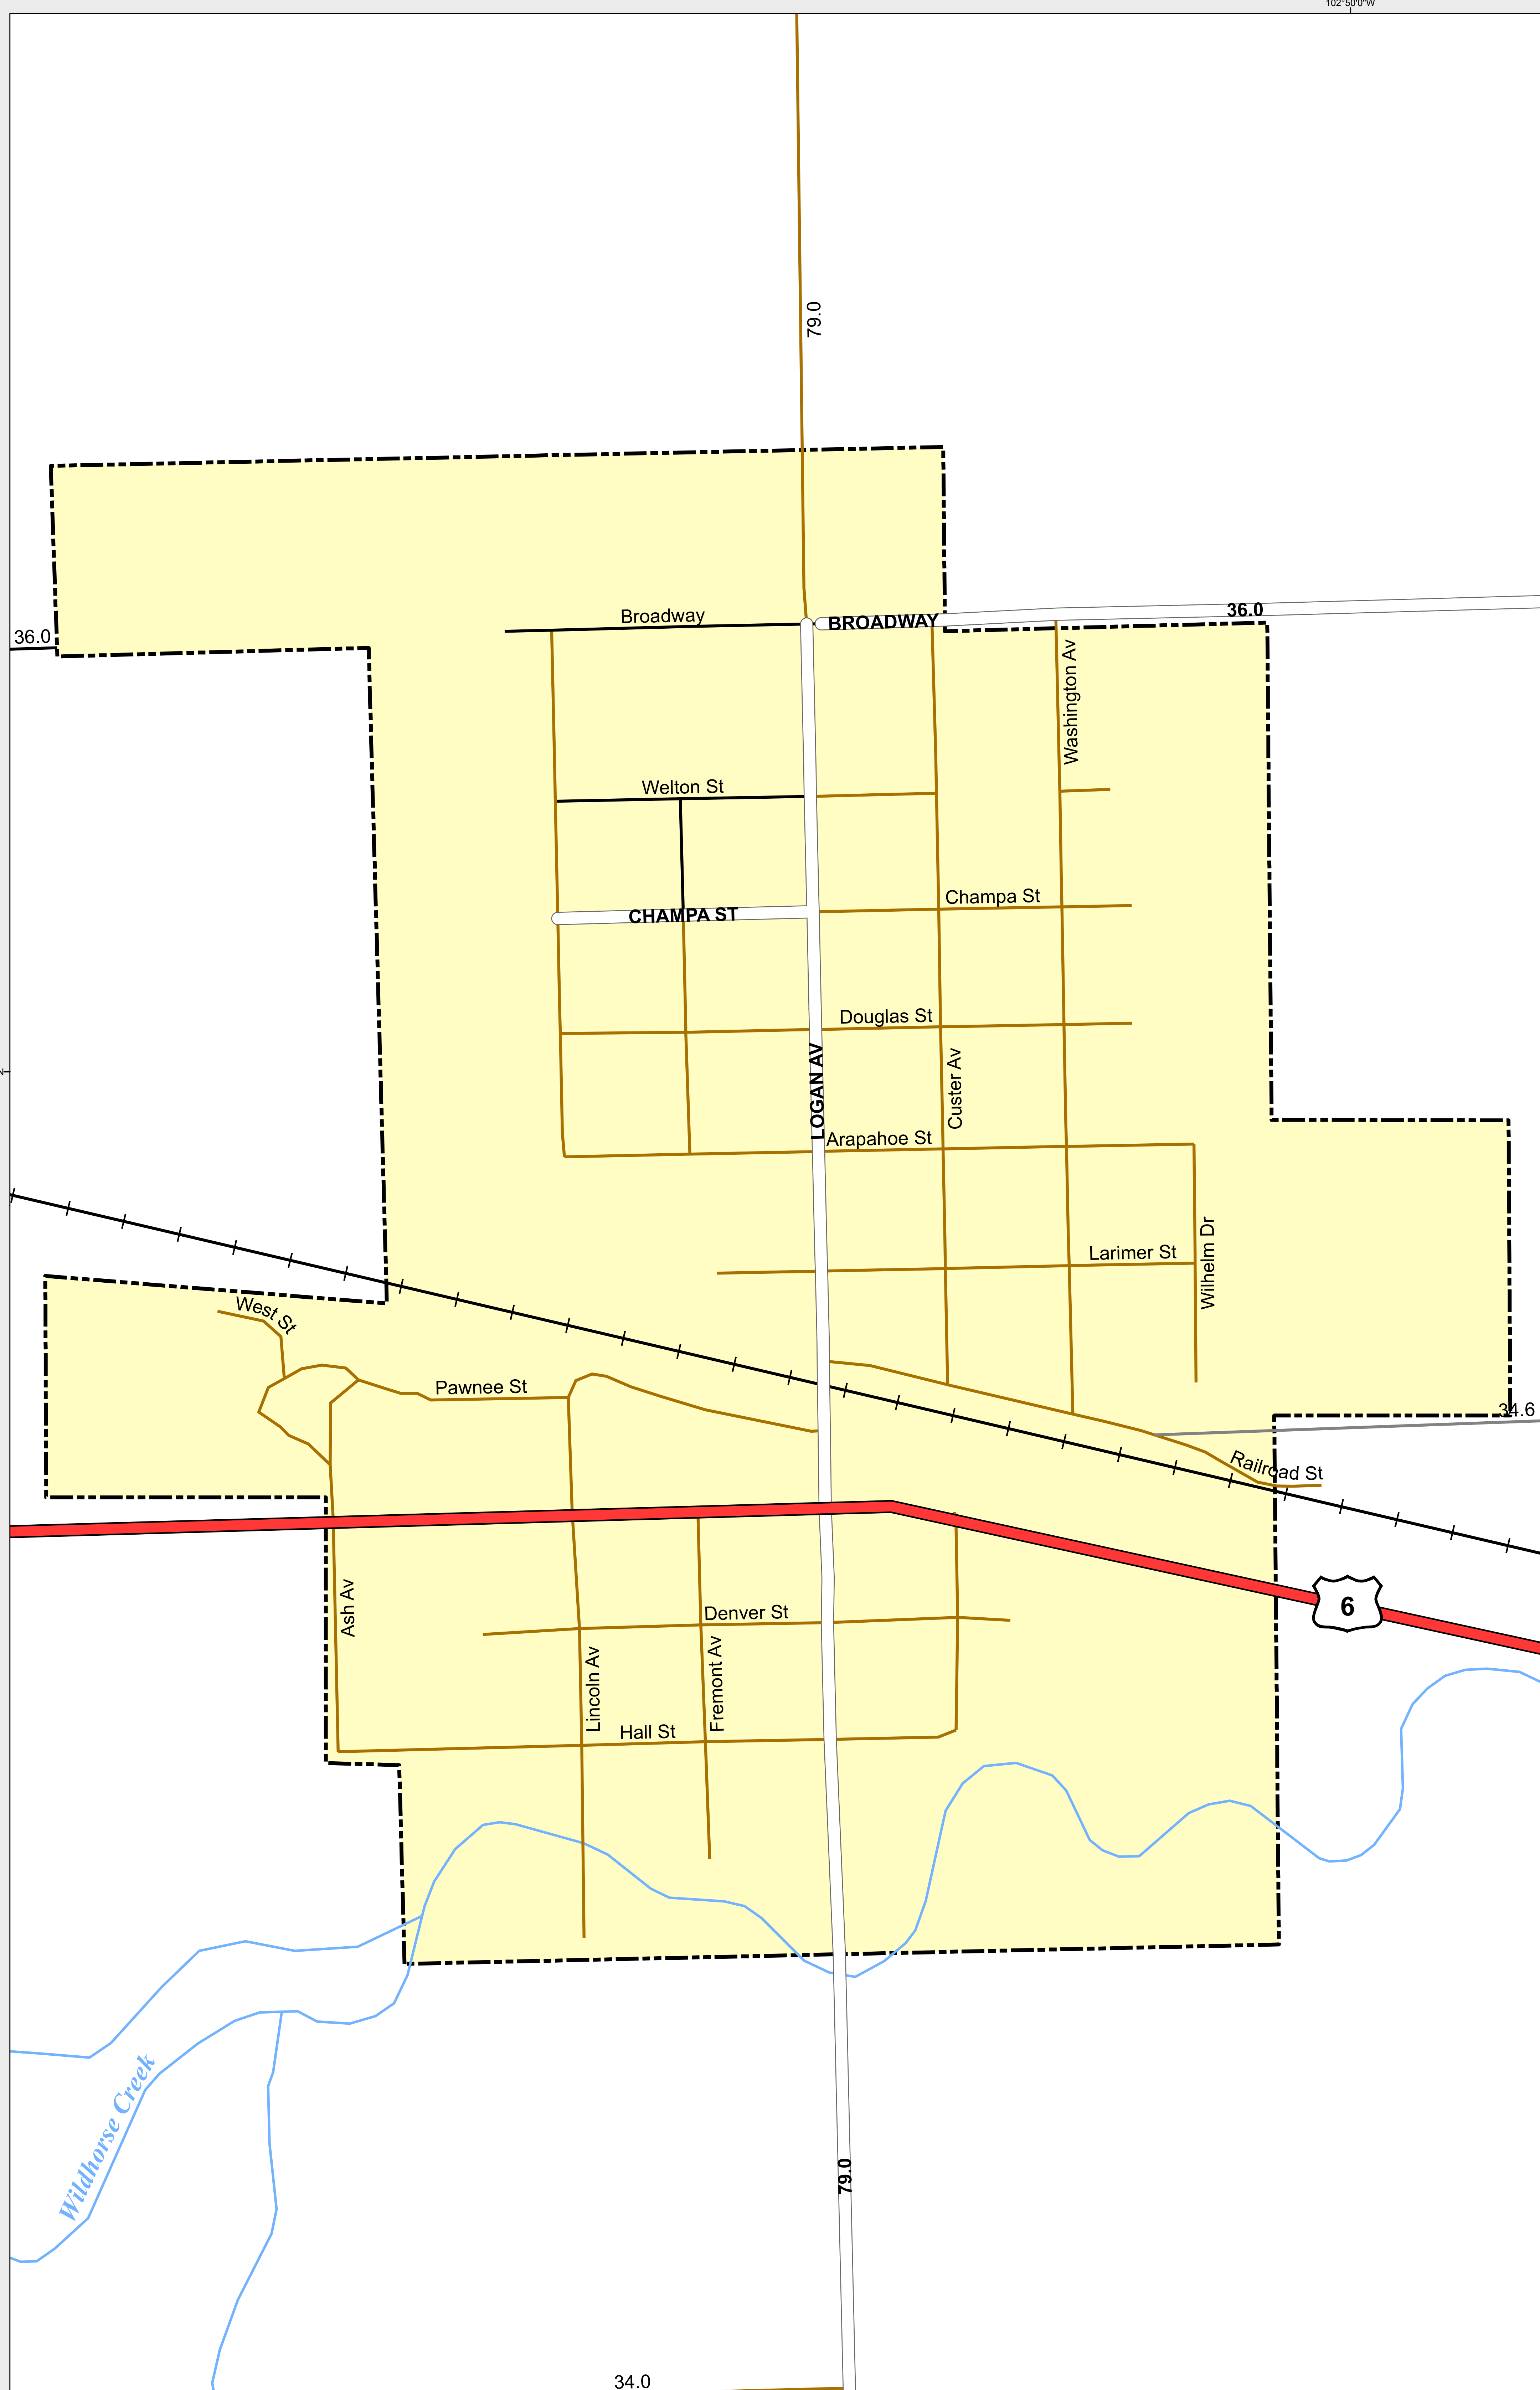 102°50'0"W
79.0
Broadway
BROADWAY
36.0
36.0
Washington Av
Welton St
Champa St
CHAMPA ST
Douglas St
LOGAN AV
Custer Av
Arapahoe St
Larimer St
Wilhelm Dr
West St
Pawnee St
34.6
Railroad St
6
Ash Av
Denver St
Lincoln Av
Fremont Av
Hall St
Wildhorse Creek
79.0
34.0